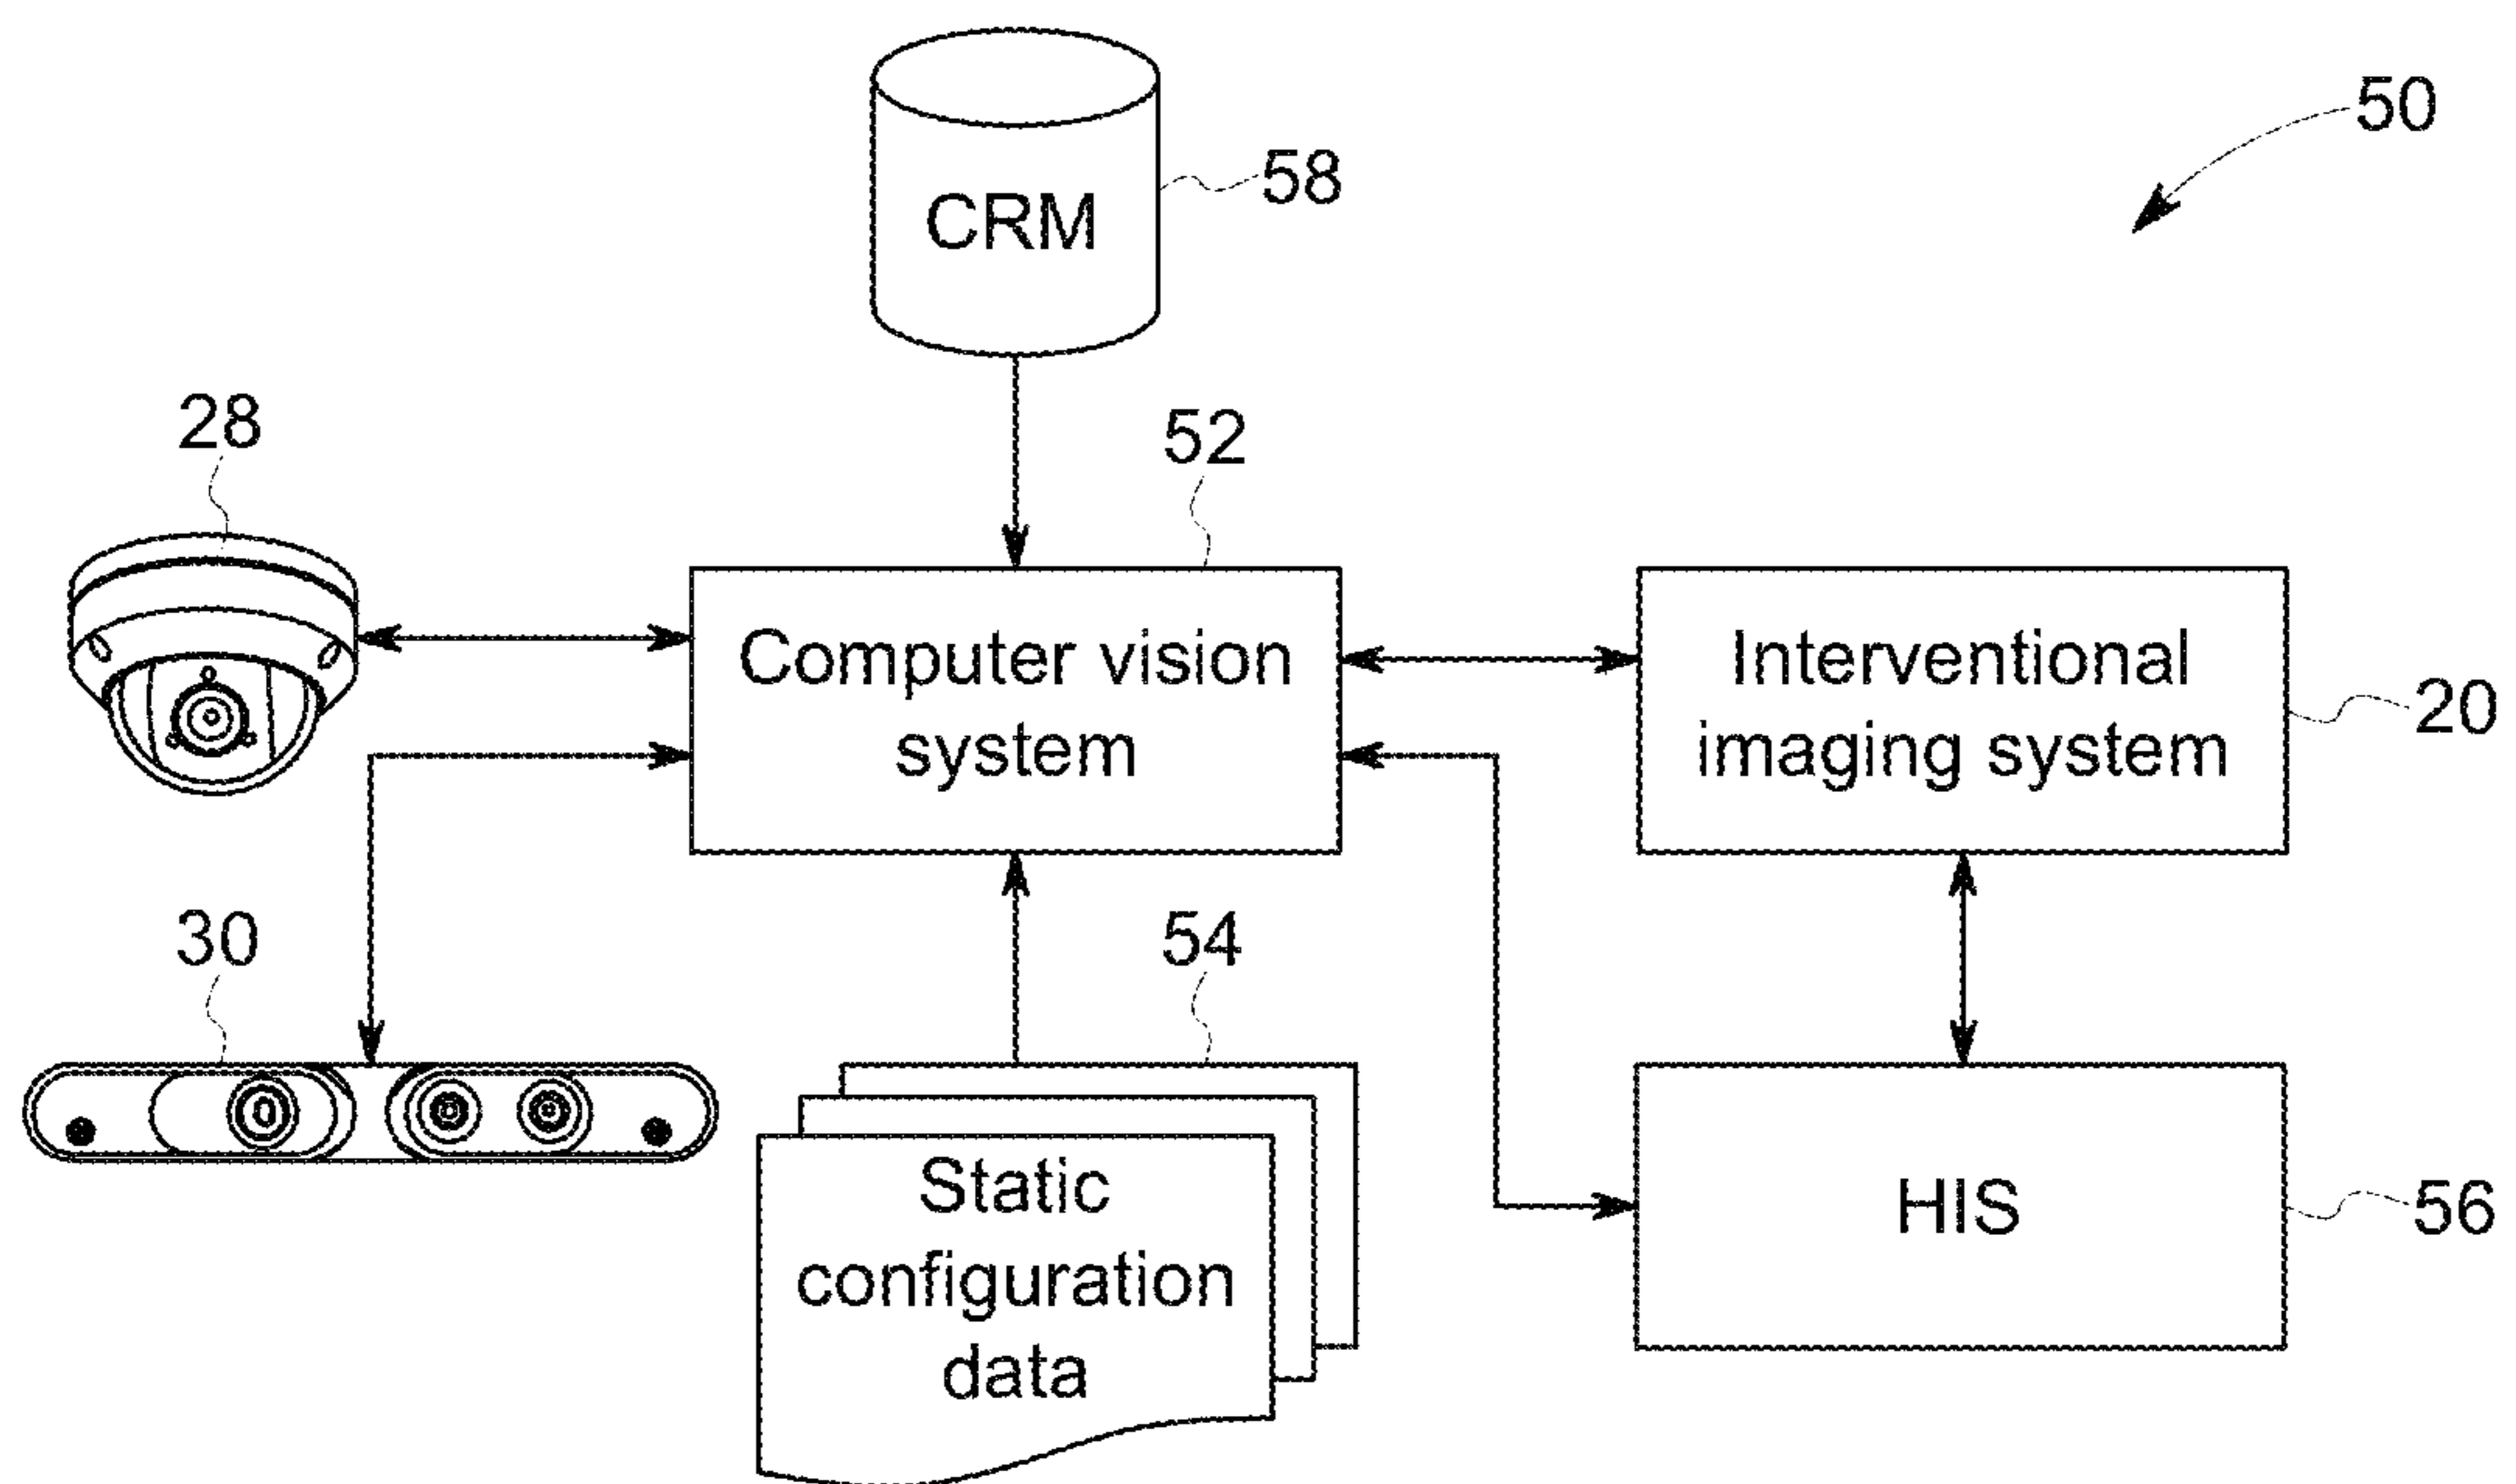 50
CRM
58
28
52
Computer vision
system
Interventional
imaging system
20
30
54
Static
configuration
data
HIS
56